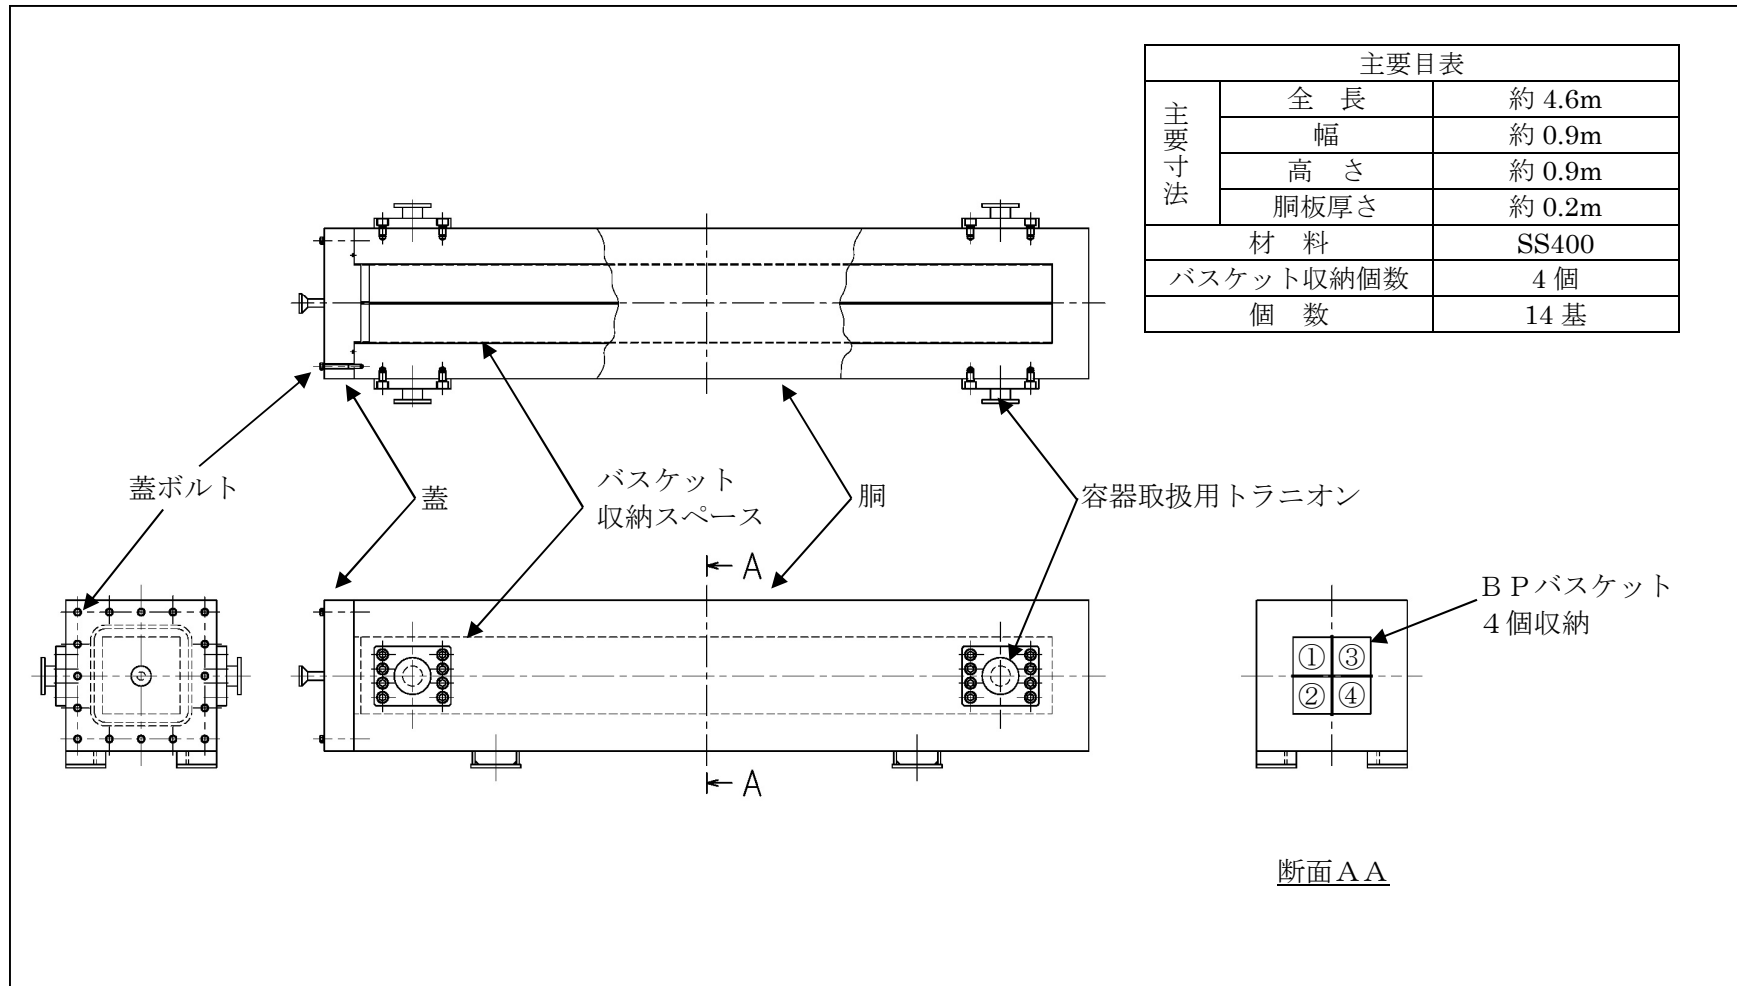 主要目表
主要寸法
全　長 約 4.6m
幅 約 0.9m
高　さ 約 0.9m
胴板厚さ 約 0.2m
材　料 SS400
バスケット収納個数 4 個
個　数 14 基
蓋ボルト
蓋
バスケット
収納スペース
胴
容器取扱用トラニオン
A
A
ＢＰバスケット
４個収納
① ③
② ④
断面ＡＡ